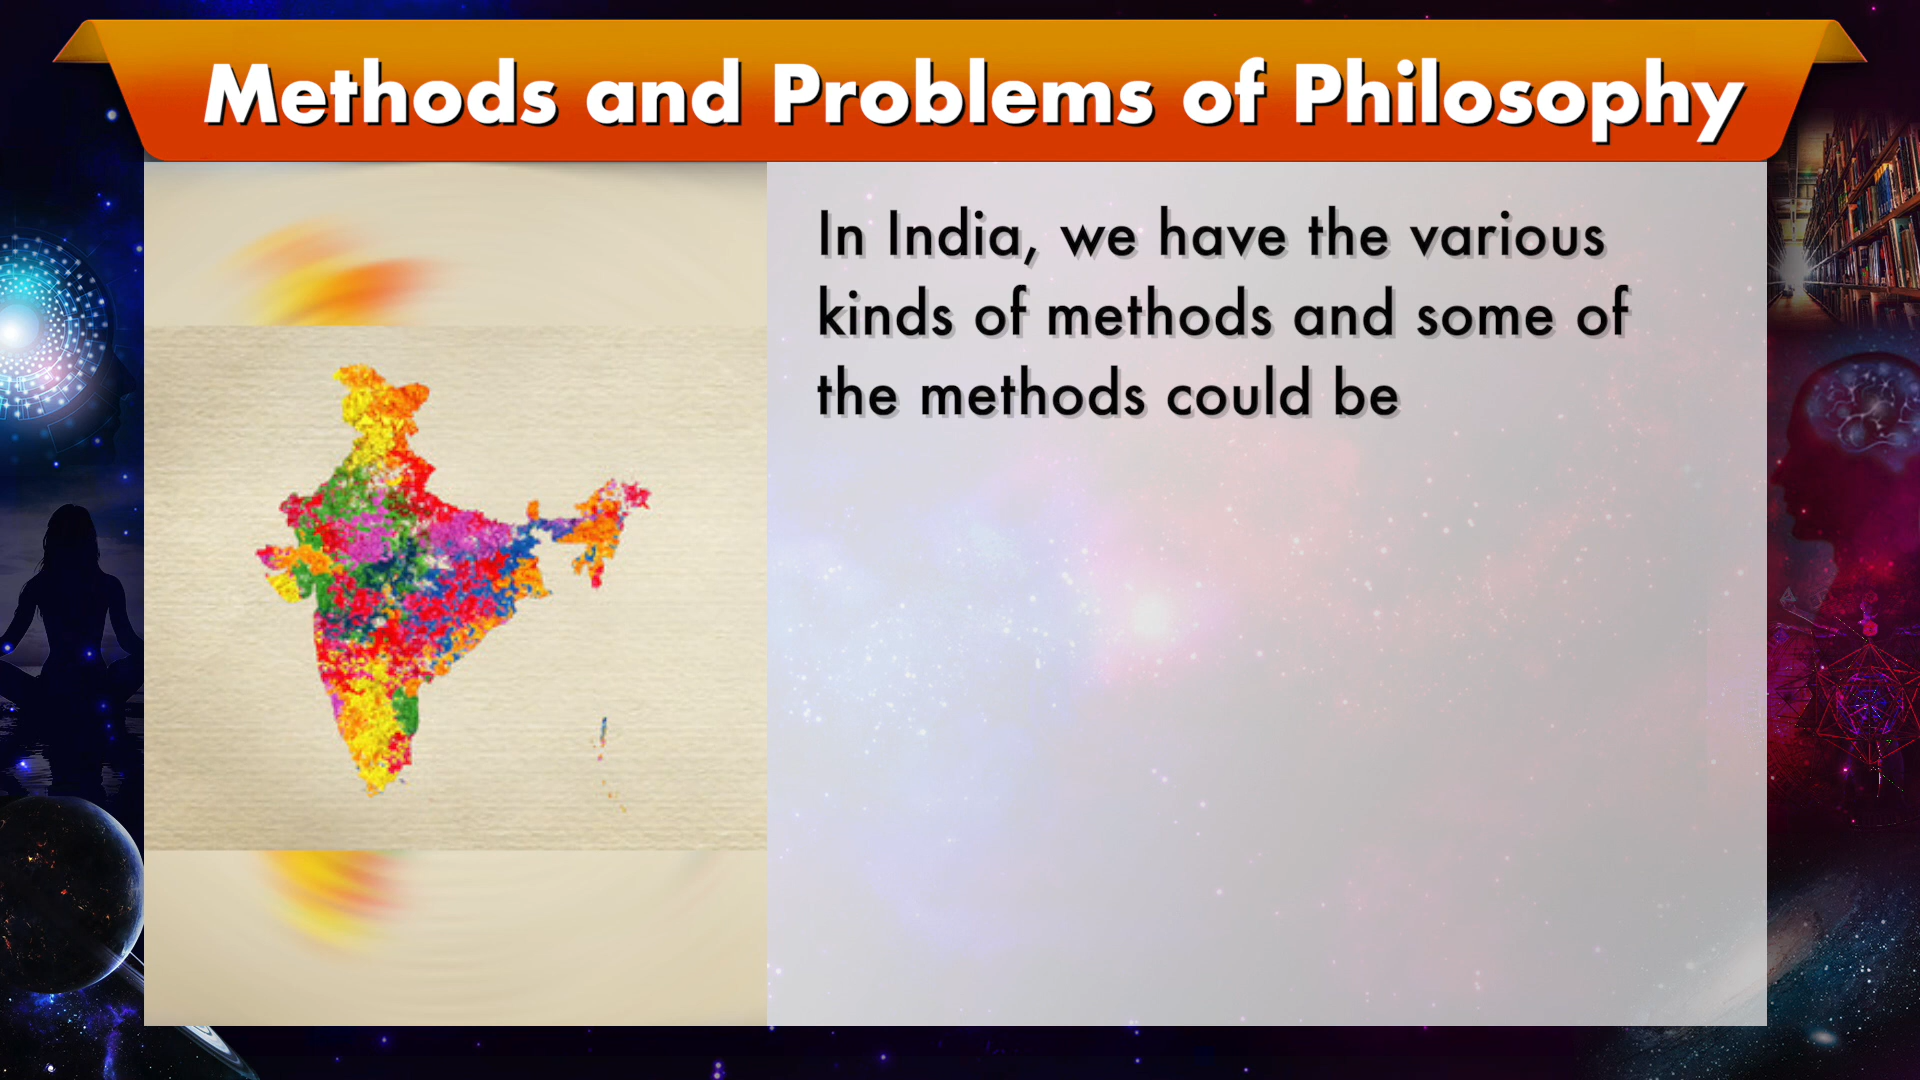 Methods and Problems of Philosophy
In India, we have the various
kinds of methods and some of
the methods could be